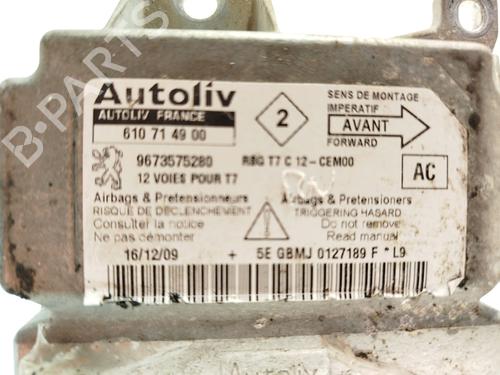 B-PARTS
Autoliv
AUTOLIV FRANCE
610 71 49 00
2
SENS DE MONTAGE
IMPERATIF
AVANT
FORWARD
9673575280
RBG T7 C 12-CEM00
12 VOIES POUR T7
AC
Airbags & Pretensionneurs
RISQUE DE DECLENCHEMENT
Consulter la notice
Ne pas démonter
Airbags & Pretensioners
TRIGGERING HASARD
Do not remove
Read manual
16/12/09 + 5E GBMJ 0127189 F * L9
Autoliv